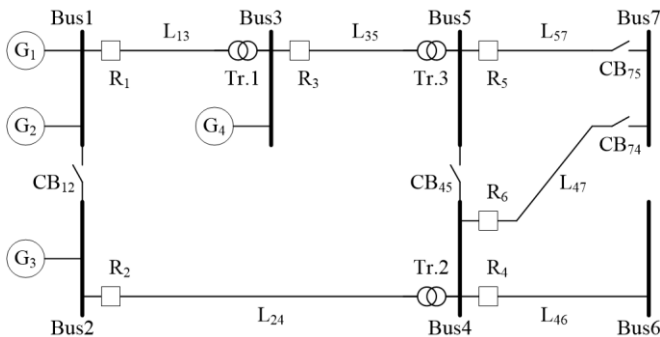 Bus1
Bus3
Bus5
Bus7
G1
L13
L35
L57
R1
Tr.1
R3
Tr.3
R5
CB75
G2
G4
CB74
CB12
CB45
R6
L47
G3
R2
Tr.2
R4
Bus2
L24
Bus4
L46
Bus6